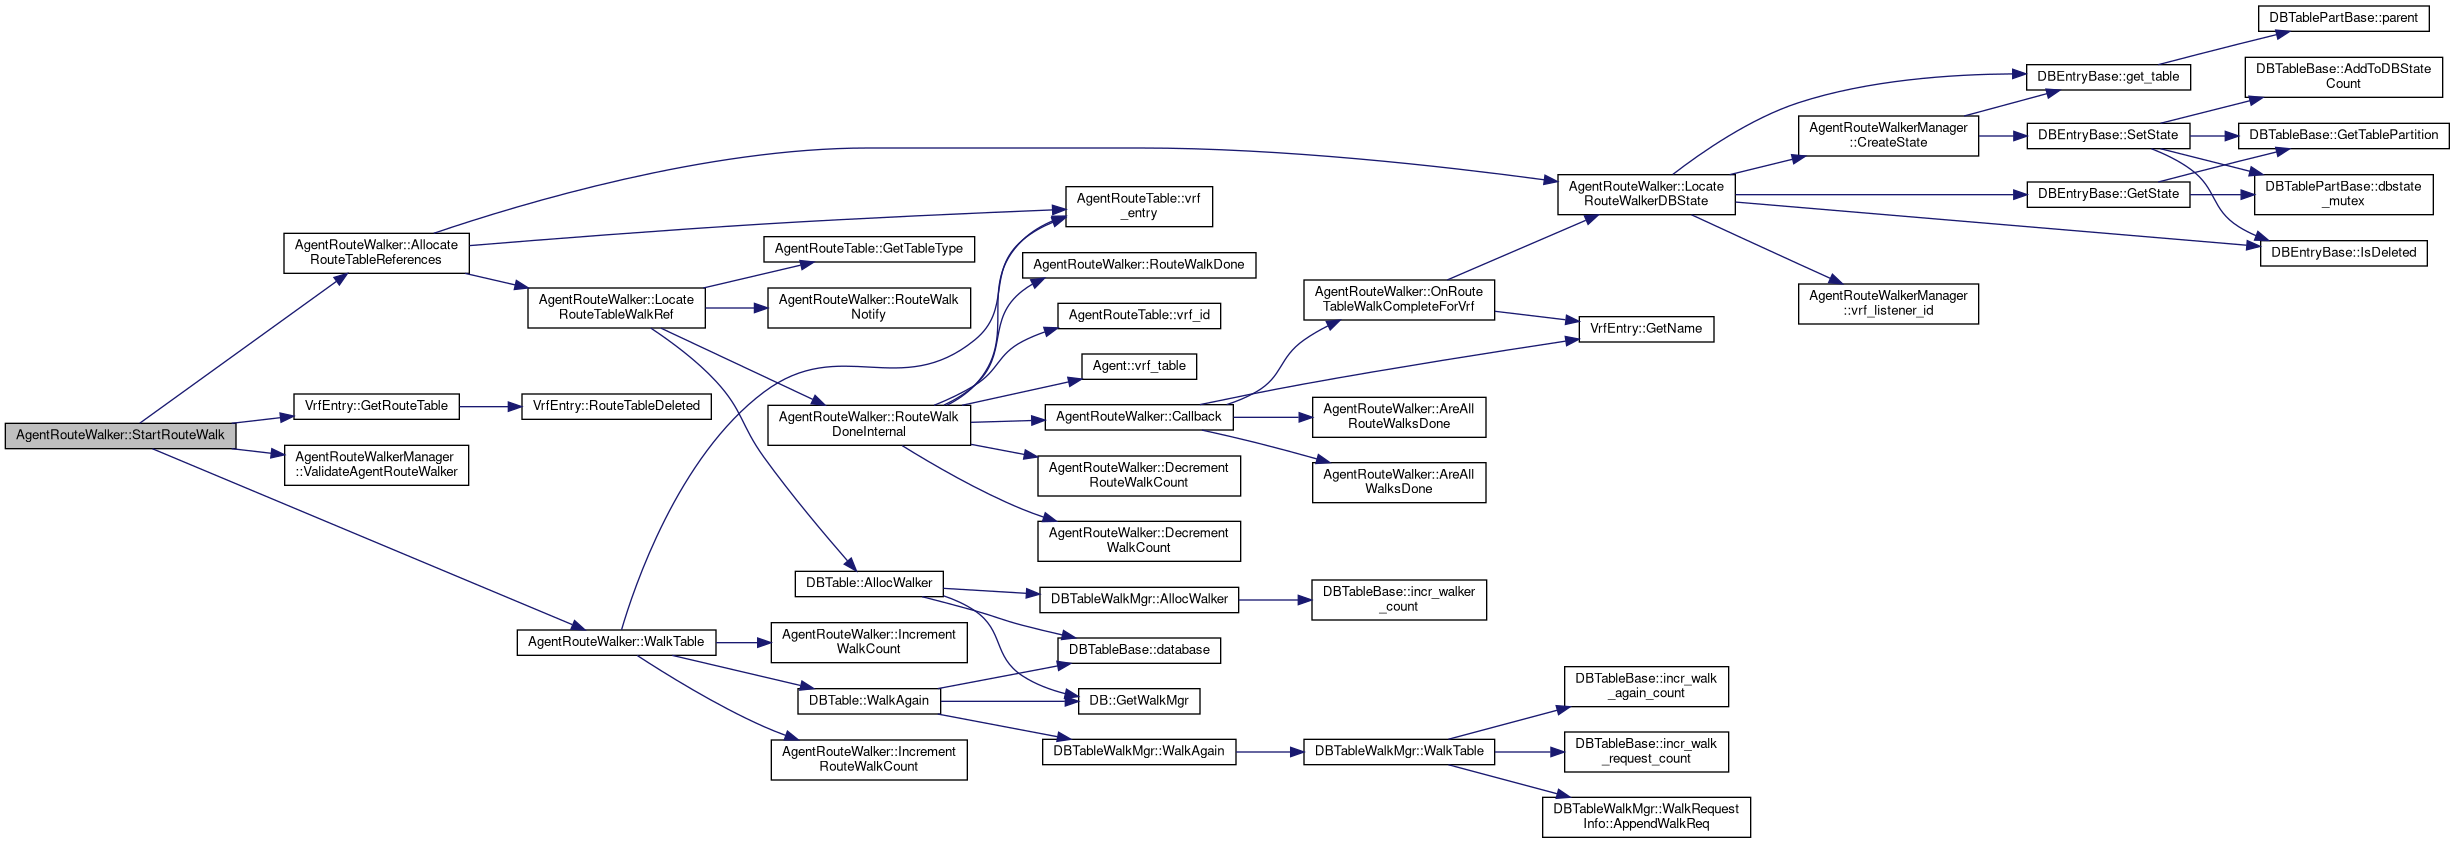 AgentRouteWalker::StartRouteWalk
AgentRouteWalker::Allocate
RouteTableReferences
VrfEntry::GetRouteTable
AgentRouteWalkerManager
::ValidateAgentRouteWalker
AgentRouteWalker::WalkTable
AgentRouteWalker::Locate
RouteTableWalkRef
VrfEntry::RouteTableDeleted
AgentRouteTable::GetTableType
AgentRouteWalker::RouteWalk
Notify
AgentRouteWalker::RouteWalk
DoneInternal
DBTable::AllocWalker
AgentRouteWalker::Increment
WalkCount
DBTable::WalkAgain
AgentRouteWalker::Increment
RouteWalkCount
AgentRouteTable::vrf
_entry
AgentRouteWalker::RouteWalkDone
AgentRouteTable::vrf_id
Agent::vrf_table
AgentRouteWalker::Callback
AgentRouteWalker::Decrement
RouteWalkCount
AgentRouteWalker::Decrement
WalkCount
DBTableWalkMgr::AllocWalker
DBTableBase::database
DB::GetWalkMgr
DBTableWalkMgr::WalkAgain
AgentRouteWalker::OnRoute
TableWalkCompleteForVrf
AgentRouteWalker::AreAll
RouteWalksDone
AgentRouteWalker::AreAll
WalksDone
DBTableBase::incr_walker
_count
DBTableWalkMgr::WalkTable
AgentRouteWalker::Locate
RouteWalkerDBState
VrfEntry::GetName
DBTableBase::incr_walk
_again_count
DBTableBase::incr_walk
_request_count
DBTableWalkMgr::WalkRequest
Info::AppendWalkReq
AgentRouteWalkerManager
::CreateState
AgentRouteWalkerManager
::vrf_listener_id
DBEntryBase::get_table
DBEntryBase::SetState
DBEntryBase::GetState
DBTablePartBase::parent
DBTableBase::AddToDBState
Count
DBTableBase::GetTablePartition
DBTablePartBase::dbstate
_mutex
DBEntryBase::IsDeleted